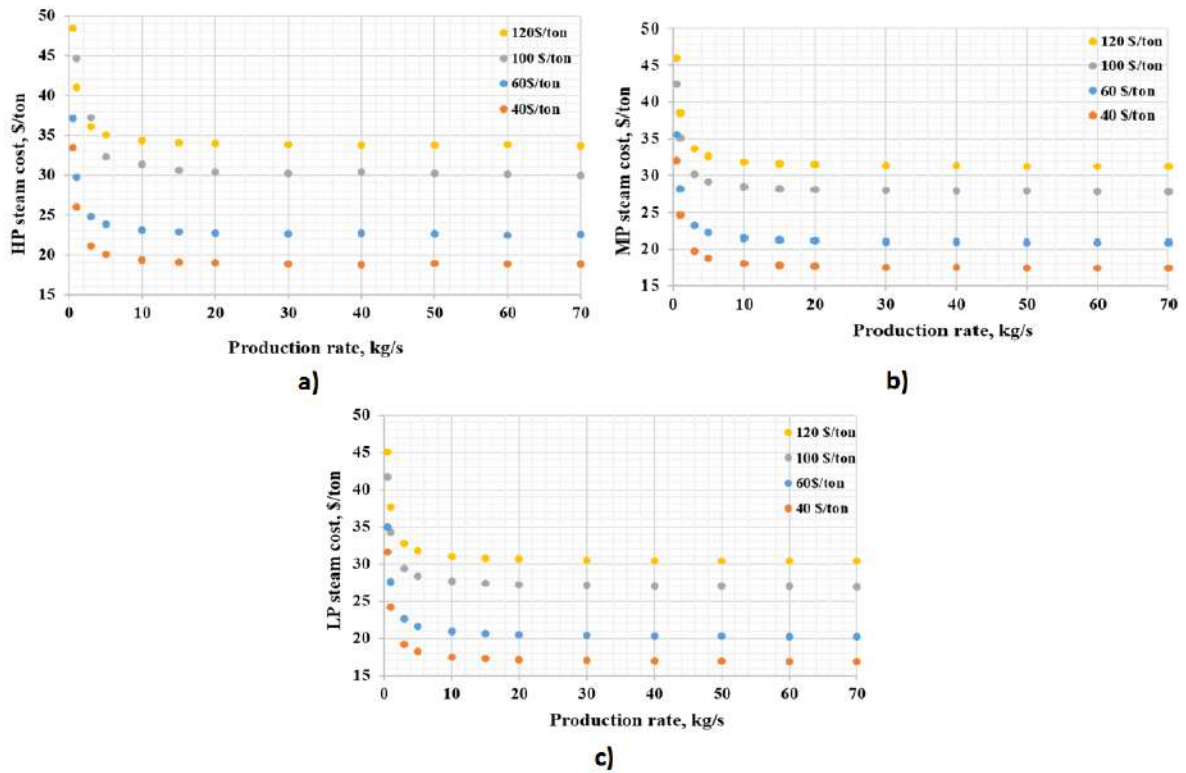 50
45
40
35
30
25
20
15
HP steam cost, $/ton
120$/ton
100 $/ton
60$/ton
40$/ton
0 10 20 30 40 50 60 70
Production rate, kg/s
a)
50
45
40
35
30
25
20
15
MP steam cost, $/ton
120 $/ton
100 $/ton
60 $/ton
40 $/ton
0 10 20 30 40 50 60 70
Production rate, kg/s
b)
50
45
40
35
30
25
20
15
LP steam cost, $/ton
120 $/ton
100 $/ton
60$/ton
40 $/ton
0 10 20 30 40 50 60 70
Production rate, kg/s
c)